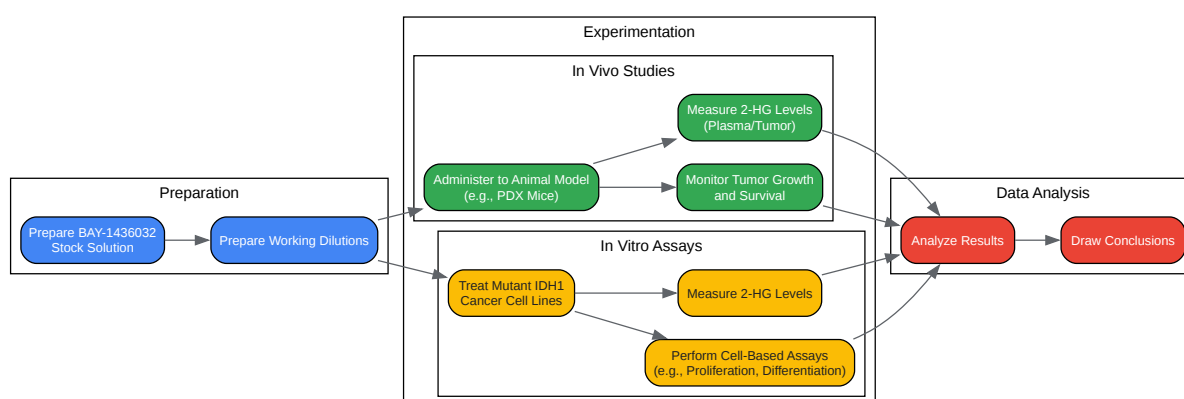 Experimentation
In Vivo Studies
Measure 2-HG Levels
(Plasma/Tumor)
Administer to Animal Model
(e.g., PDX Mice)
Monitor Tumor Growth
and Survival
Preparation
Prepare BAY-1436032
Stock Solution
Prepare Working Dilutions
In Vitro Assays
Treat Mutant IDH1
Cancer Cell Lines
Measure 2-HG Levels
Perform Cell-Based Assays
(e.g., Proliferation, Differentiation)
Data Analysis
Analyze Results
Draw Conclusions